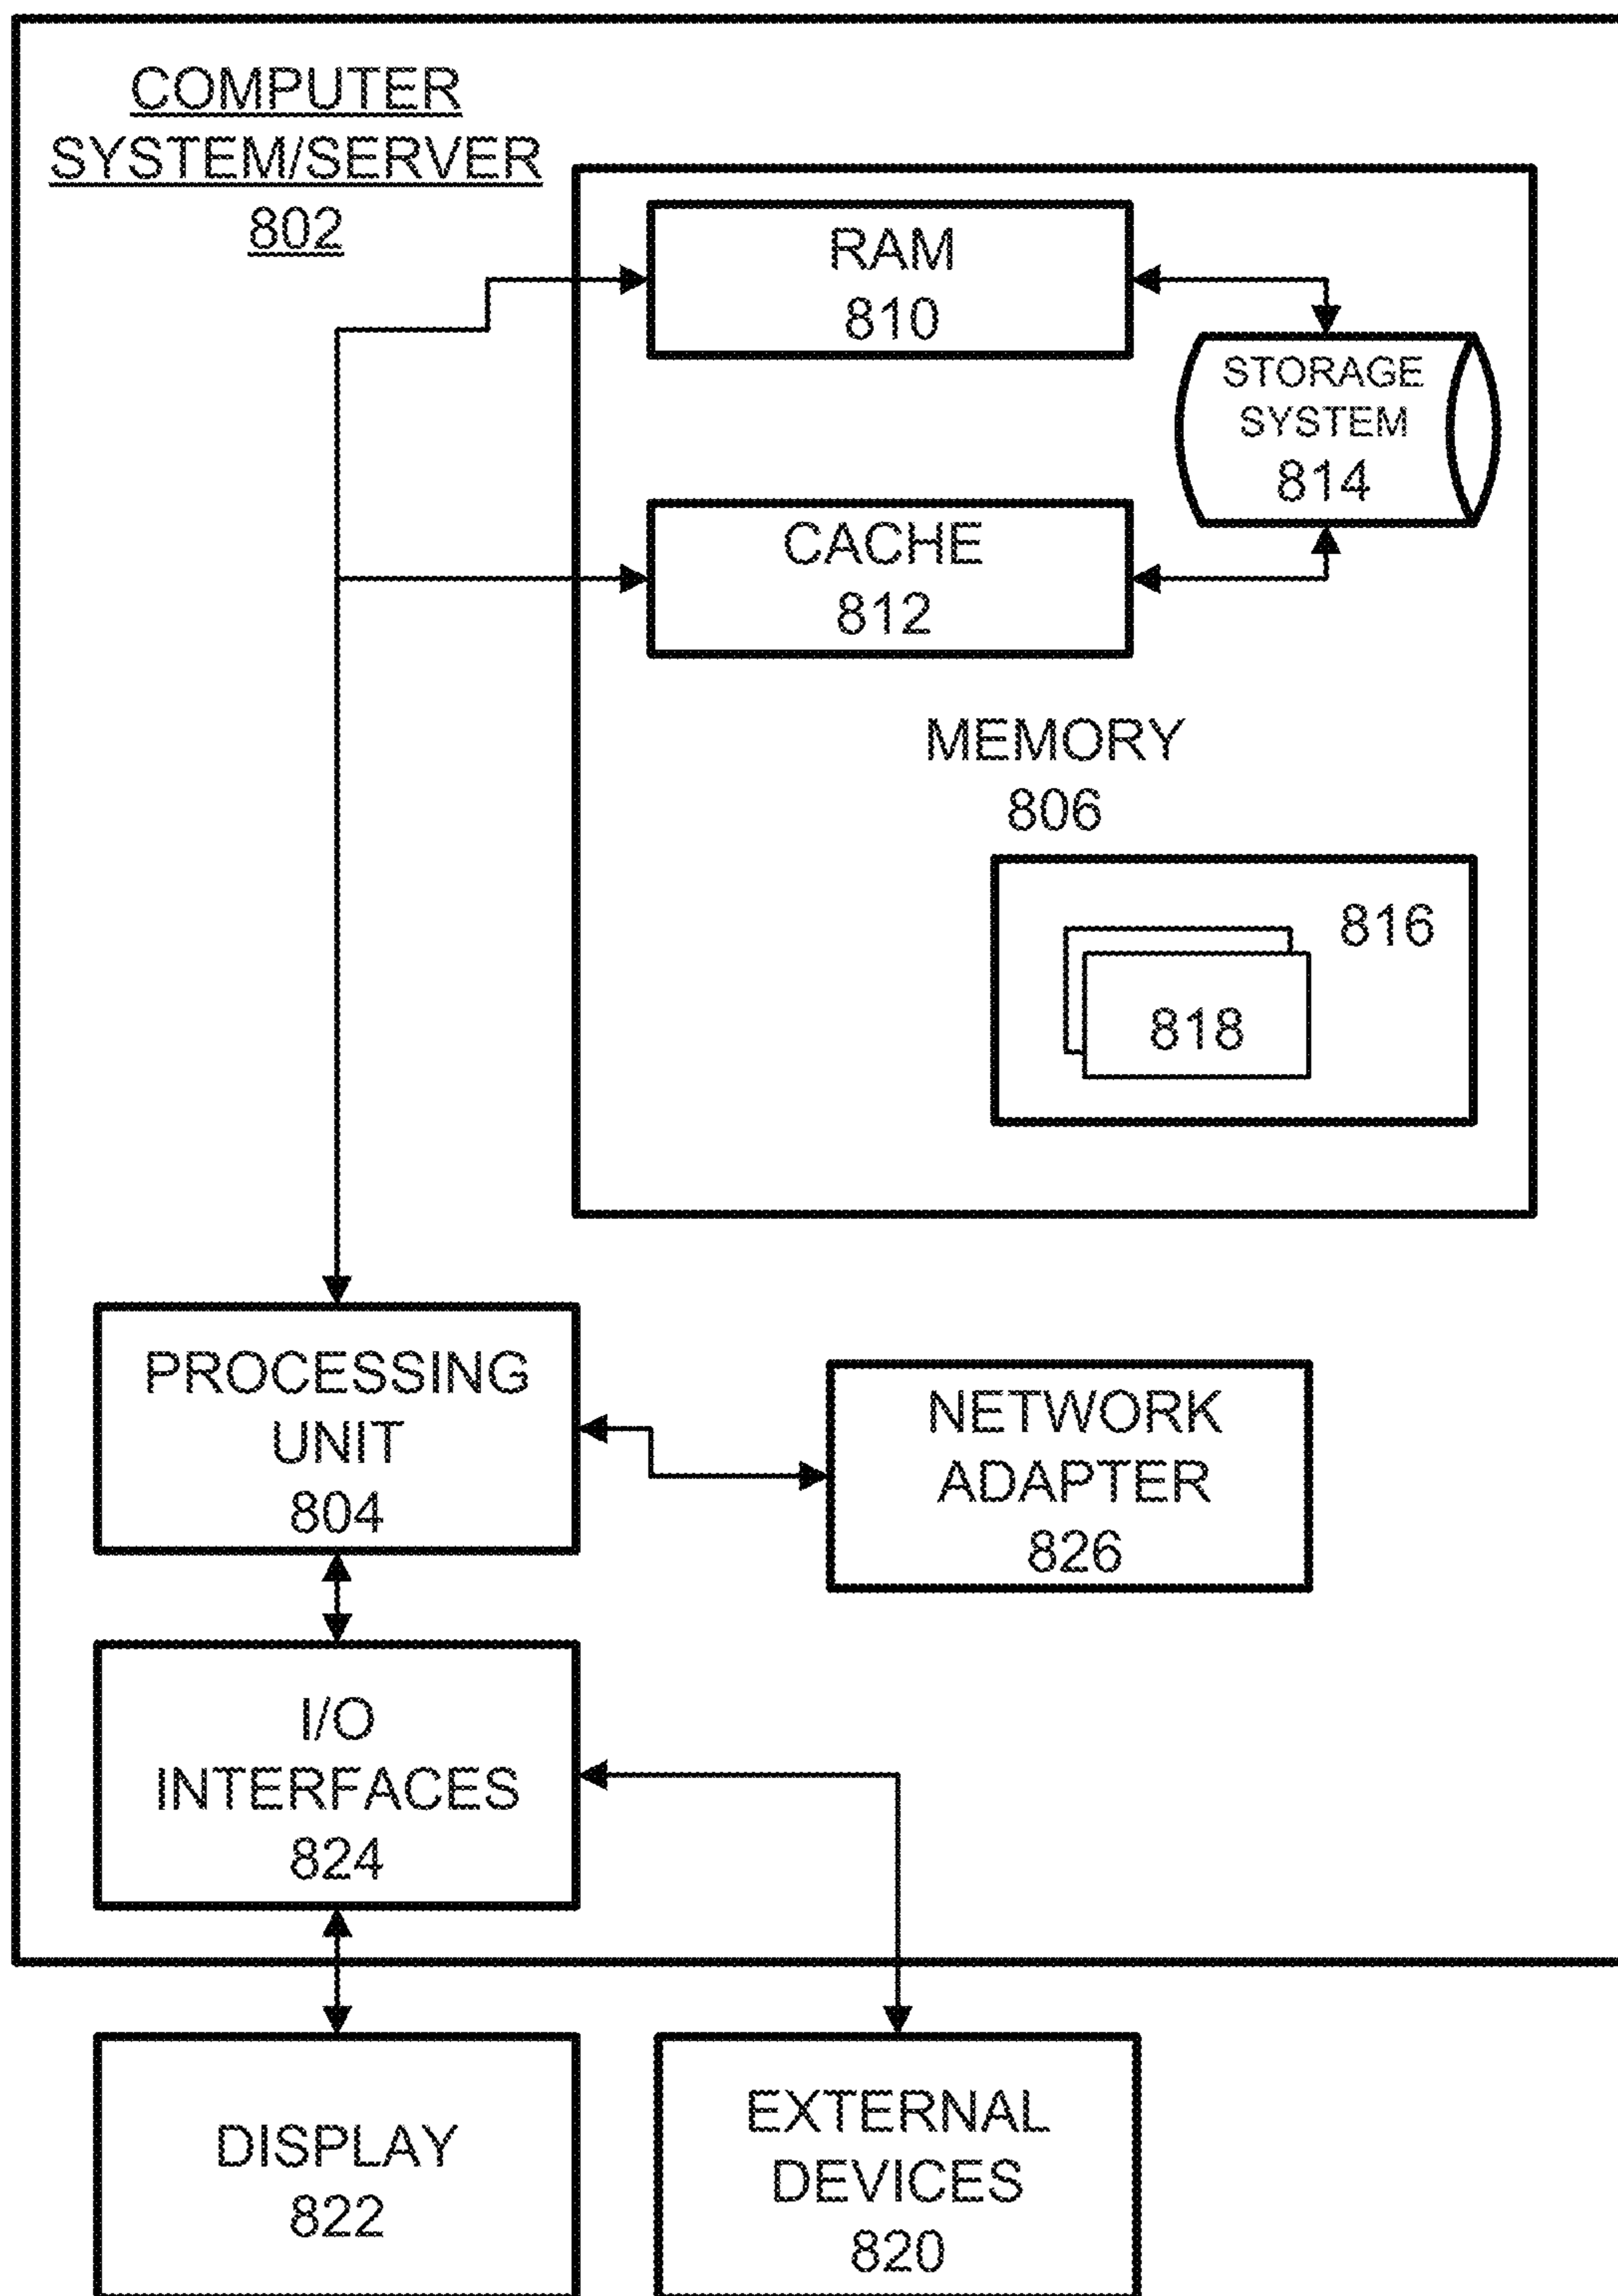 COMPUTER
SYSTEM/SERVER
802
RAM
810
STORAGE
SYSTEM
814
CACHE
812
MEMORY
806
816
818
PROCESSING
UNIT
804
NETWORK
ADAPTER
826
I/O
INTERFACES
824
DISPLAY
822
EXTERNAL
DEVICES
820